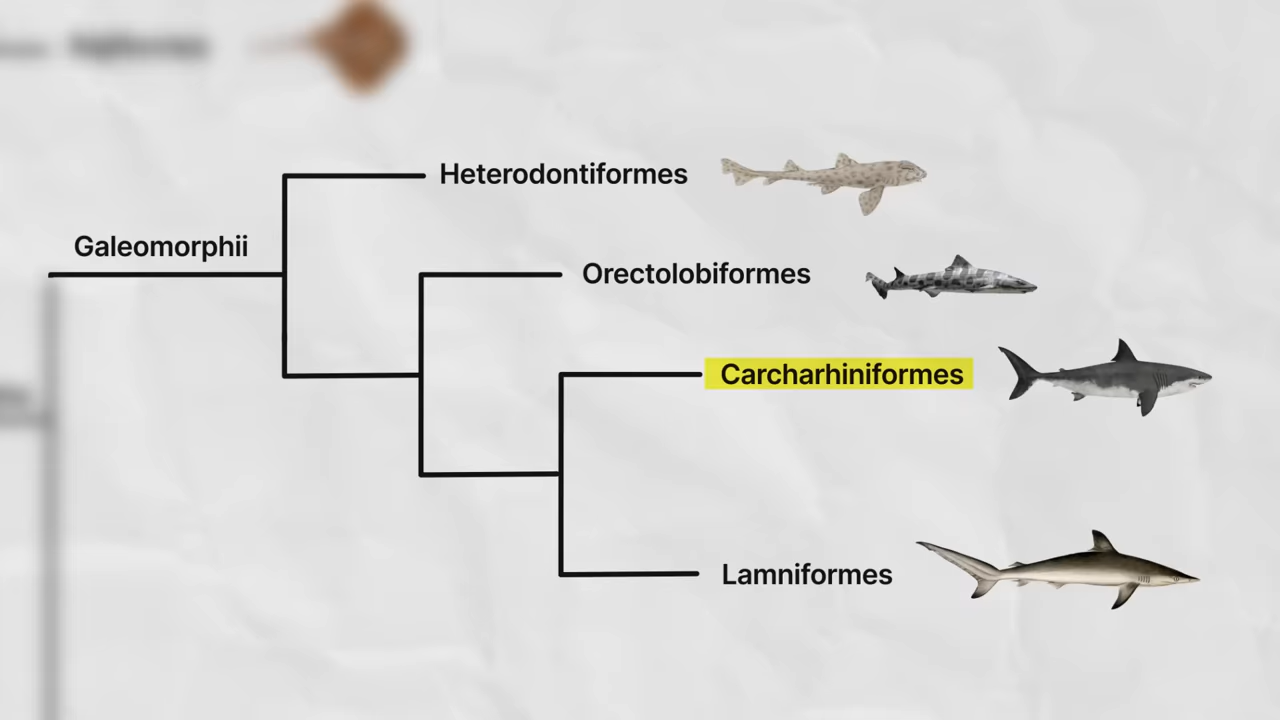 Galeomorphii
Heterodontiformes
Orectolobiformes
Carcharhiniformes
Lamniformes